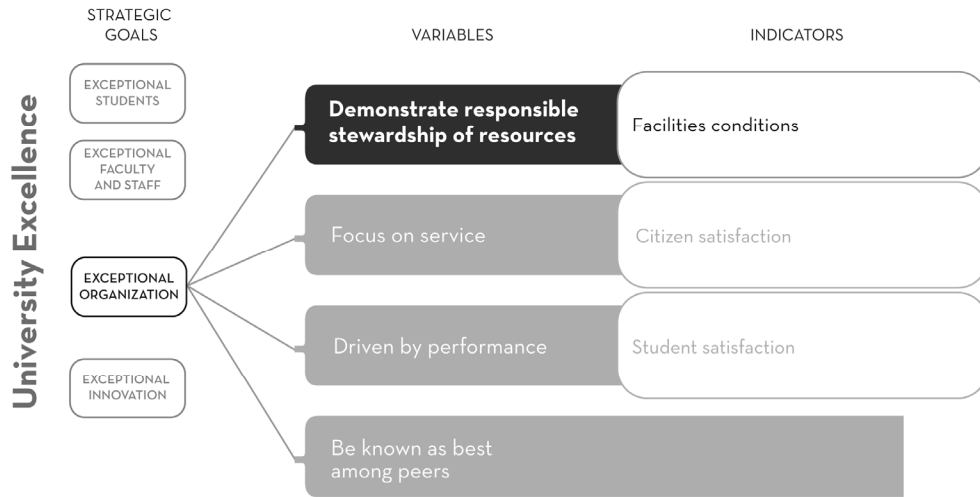 STRATEGIC
GOALS
VARIABLES
INDICATORS
University Excellence
EXCEPTIONAL
STUDENTS
EXCEPTIONAL
FACULTY
AND STAFF
EXCEPTIONAL
ORGANIZATION
EXCEPTIONAL
INNOVATION
Demonstrate responsible
stewardship of resources
Facilities conditions
Focus on service
Citizen satisfaction
Driven by performance
Student satisfaction
Be known as best
among peers